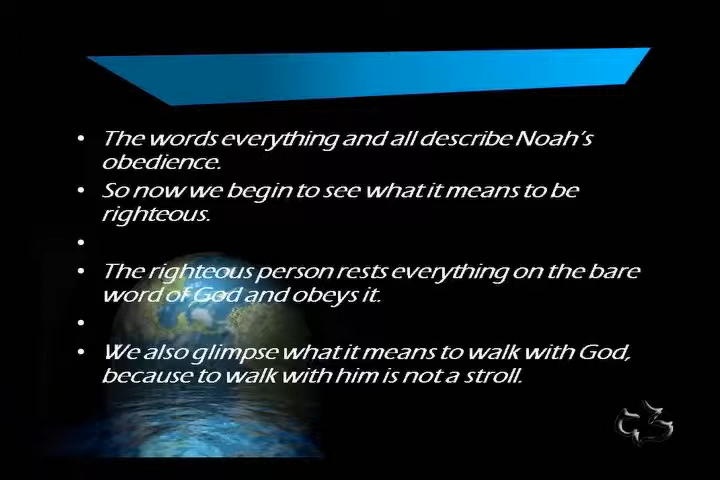 • The words everything and all describe Noah's
obedience.
• So now we begin to see what it means to be
righteous.
•
• The righteous person rests everything on the bare
word of God and obeys it.
•
• We also glimpse what it means to walk with God,
because to walk with him is not a stroll.
c3